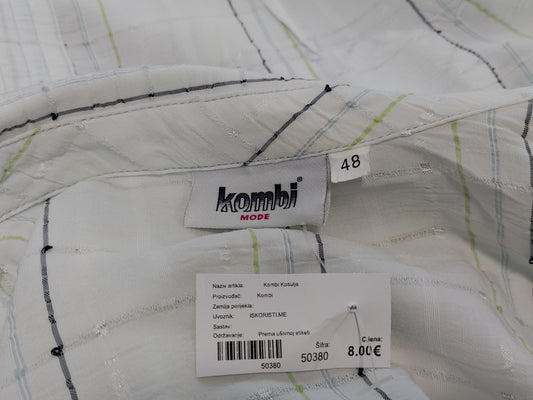 kombi®
MODE
48
Naziv artikla: Kombi Košulja
Proizvođač: Kombi
Zemlja porijekla:
Uvoznik: ISKORISTI.ME
Sastav:
Održavanje: Prema ušivnoj etiketi
Šifra: Cijena:
50380 8.00€
50380